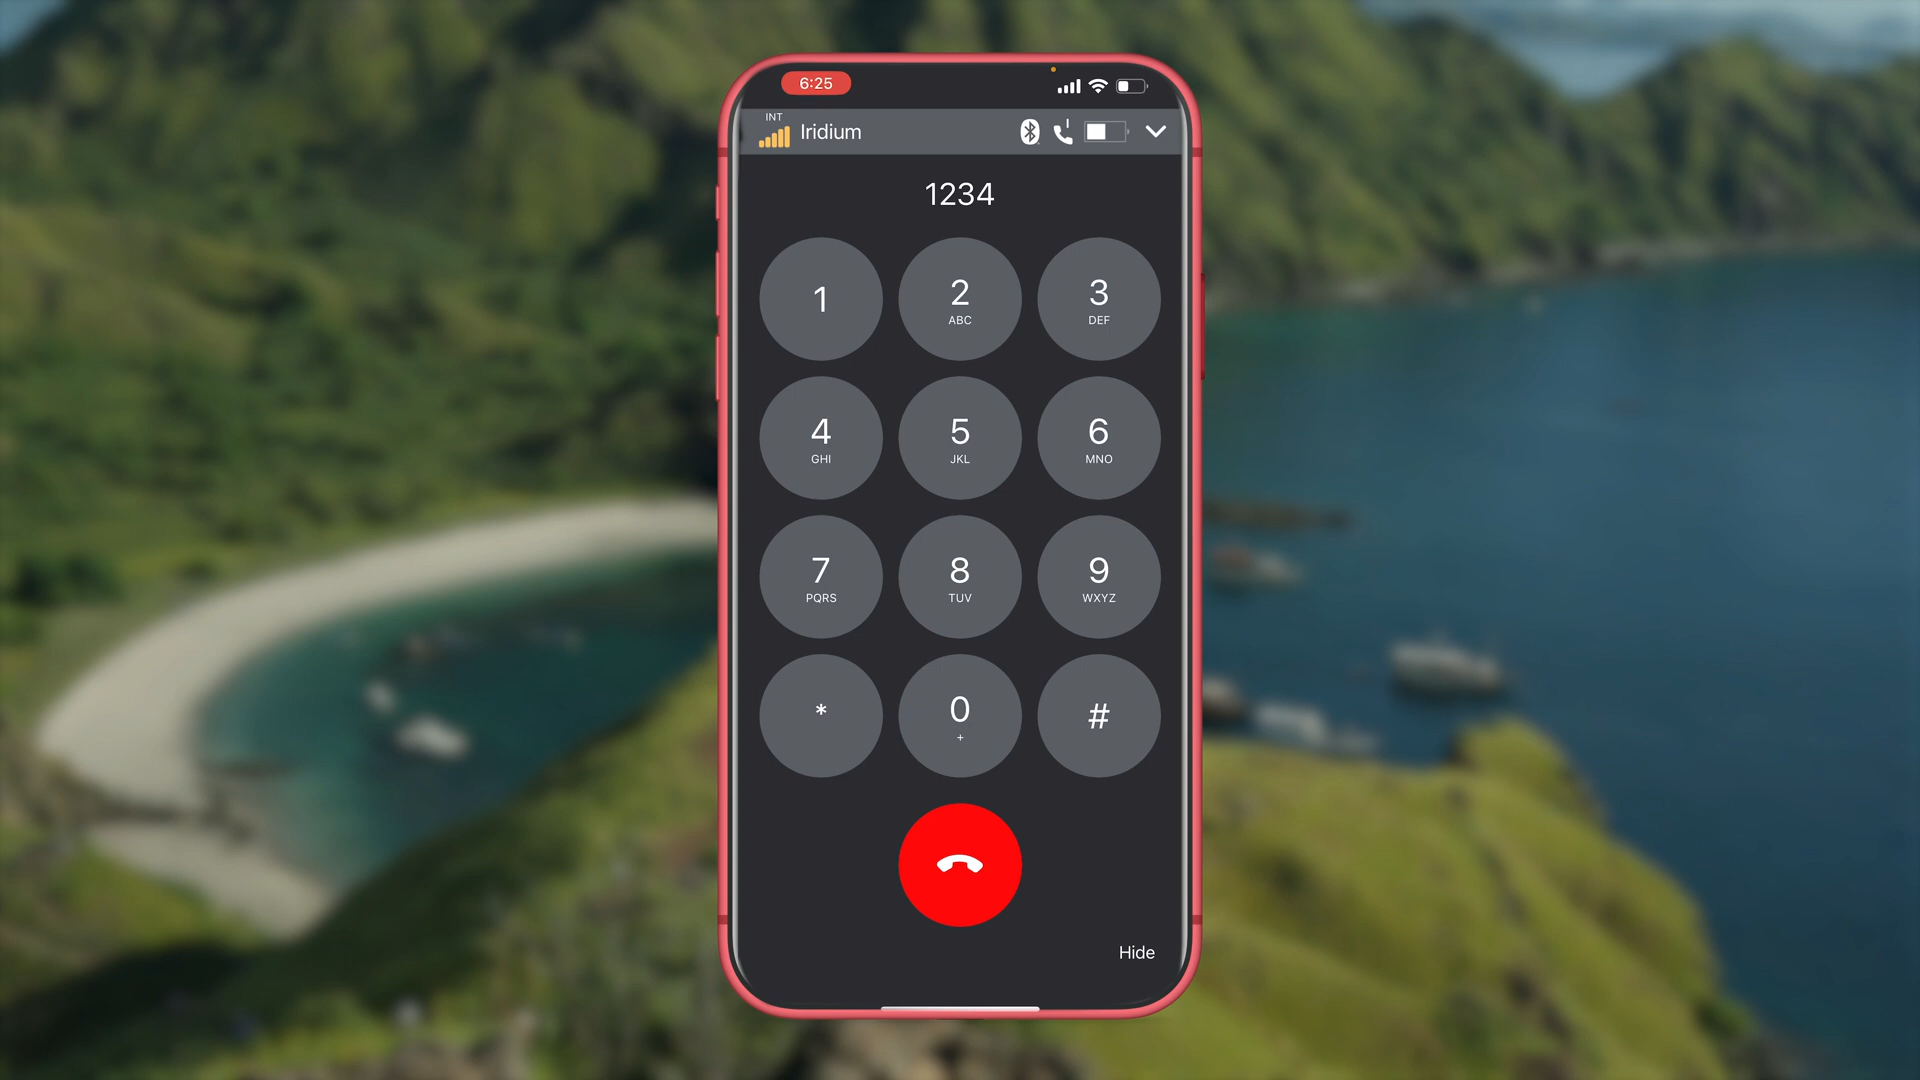 6:25
INT
Iridium
1234
1
2
ABC
3
DEF
4
GHI
5
JKL
6
MNO
7
PQRS
8
TUV
9
WXYZ
*
0
+
#
Hide